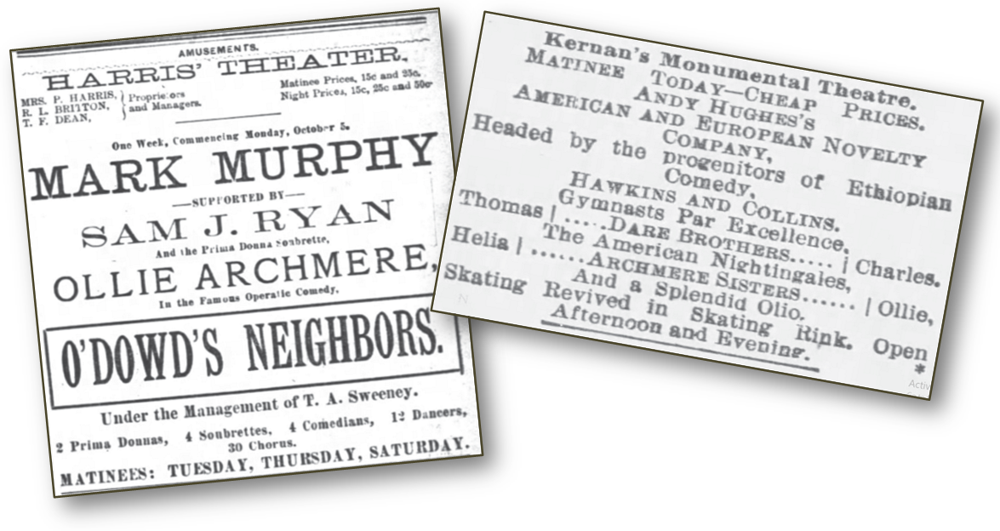 AMUSEMENTS.
HARRIS' THEATER.
MRS. P. HARRIS,
R. L. BRITTON,
T. F. DEAN,
Proprietors
and Managers.
Matinee Prices, 15c and 25c.
Night Prices, 15c, 25c and 50c
One Week, Commencing Monday, October 5.
MARK MURPHY
—SUPPORTED BY—
SAM J. RYAN
And the Prima Donna Soubrette,
OLLIE ARCHMERE,
In the Famous Operatic Comedy,
O'DOWD'S NEIGHBORS.
Under the Management of T. A. Sweeney.
2 Prima Donnas, 4 Soubrettes, 4 Comedians, 12 Dancers,
30 Chorus.
MATINEES: TUESDAY, THURSDAY, SATURDAY.
Kernan's Monumental Theatre.
MATINEE TODAY—CHEAP PRICES.
ANDY HUGHES'S
AMERICAN AND EUROPEAN NOVELTY
COMPANY,
Headed by the progenitors of Ethiopian
Comedy,
HAWKINS AND COLLINS.
Gymnasts Par Excellence,
Thomas | .....DARE BROTHERS..... | Charles.
The American Nightingales,
Helia | ......ARCHMERE SISTERS...... | Ollie,
And a Splendid Olio.
Skating Revived in Skating Rink. Open
Afternoon and Evening. *
Activ